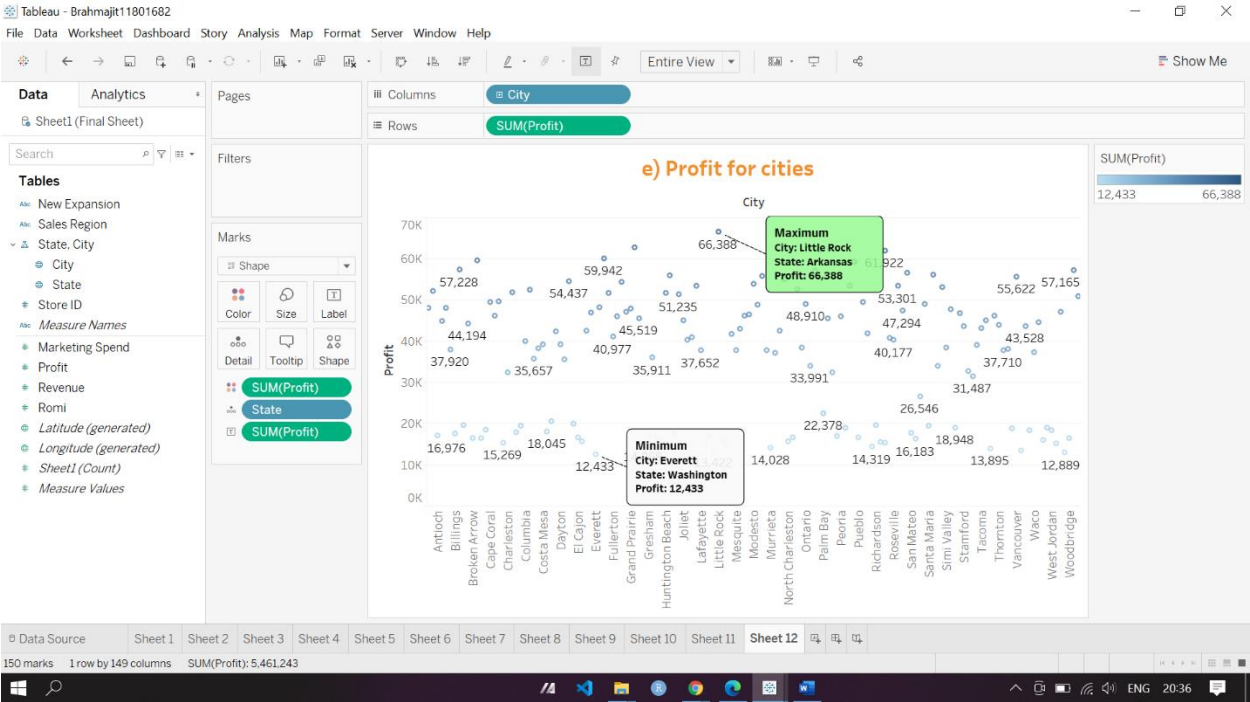 Tableau - Brahmajit11801682
File Data Worksheet Dashboard Story Analysis Map Format Server Window Help
Entire View
Show Me
Data Analytics
Sheet1 (Final Sheet)
Search
Tables
Abc New Expansion
Abc Sales Region
State, City
City
State
# Store ID
Abc Measure Names
# Marketing Spend
# Profit
# Revenue
# Romi
Latitude (generated)
Longitude (generated)
# Sheet1 (Count)
# Measure Values
Pages
Filters
Marks
Shape
Color Size Label
Detail Tooltip Shape
SUM(Profit)
State
SUM(Profit)
Columns City
Rows SUM(Profit)
e) Profit for cities
City
Profit
70K
60K
50K
40K
30K
20K
10K
0K
66,388
59,942
61,922
57,228
54,437
51,235
53,301
55,622
57,165
44,194
45,519
48,910
47,294
43,528
37,920
35,657
40,977
35,911
37,652
33,991
40,177
31,487
37,710
26,546
22,378
16,976
15,269
18,045
12,433
14,028
14,319
16,183
18,948
13,895
12,889
Maximum
City: Little Rock
State: Arkansas
Profit: 66,388
Minimum
City: Everett
State: Washington
Profit: 12,433
Antioch
Billings
Broken Arrow
Cape Coral
Charleston
Columbia
Costa Mesa
Dayton
El Cajon
Everett
Fullerton
Grand Prairie
Gresham
Huntington Beach
Joliet
Lafayette
Little Rock
Mesquite
Modesto
Murrieta
North Charleston
Ontario
Palm Bay
Peoria
Pueblo
Richardson
Roseville
San Mateo
Santa Maria
Simi Valley
Stamford
Tacoma
Thornton
Vancouver
Waco
West Jordan
Woodbridge
SUM(Profit)
12,433 66,388
Data Source Sheet 1 Sheet 2 Sheet 3 Sheet 4 Sheet 5 Sheet 6 Sheet 7 Sheet 8 Sheet 9 Sheet 10 Sheet 11 Sheet 12
150 marks 1 row by 149 columns SUM(Profit): 5,461,243
ENG 20:36